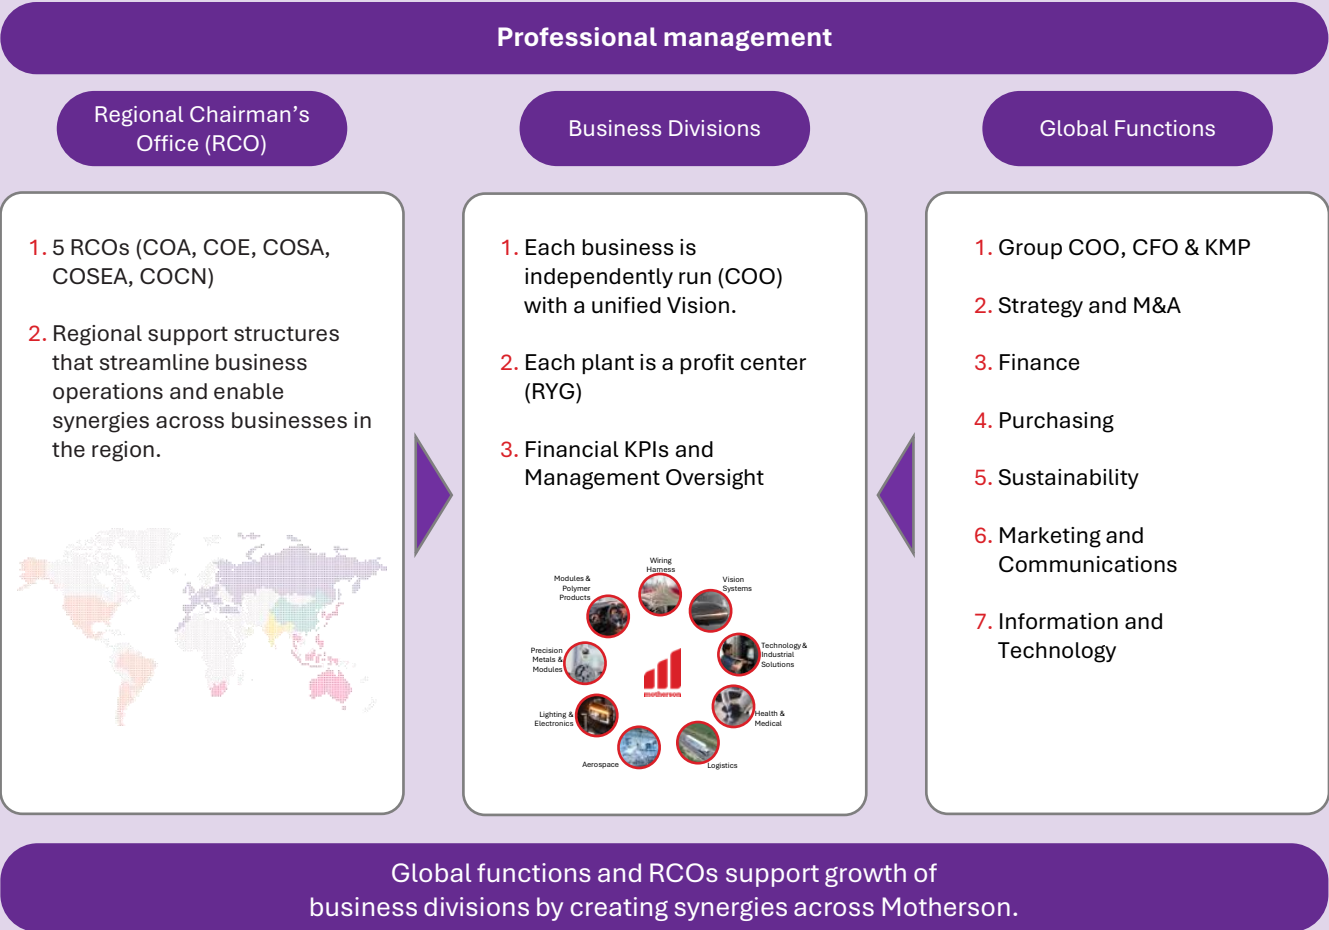 Professional management
Regional Chairman's
Office (RCO)
1. 5 RCOs (COA, COE, COSA,
COSEA, COCN)
2. Regional support structures
that streamline business
operations and enable
synergies across businesses in
the region.
Business Divisions
1. Each business is
independently run (COO)
with a unified Vision.
2. Each plant is a profit center
(RYG)
3. Financial KPIs and
Management Oversight
Wiring
Harness
Vision
Systems
Technology &
Industrial
Solutions
Health &
Medical
Logistics
Aerospace
Lighting &
Electronics
Precision
Metals &
Modules
Modules &
Polymer
Products
motherson
Global Functions
1. Group COO, CFO & KMP
2. Strategy and M&A
3. Finance
4. Purchasing
5. Sustainability
6. Marketing and
Communications
7. Information and
Technology
Global functions and RCOs support growth of
business divisions by creating synergies across Motherson.